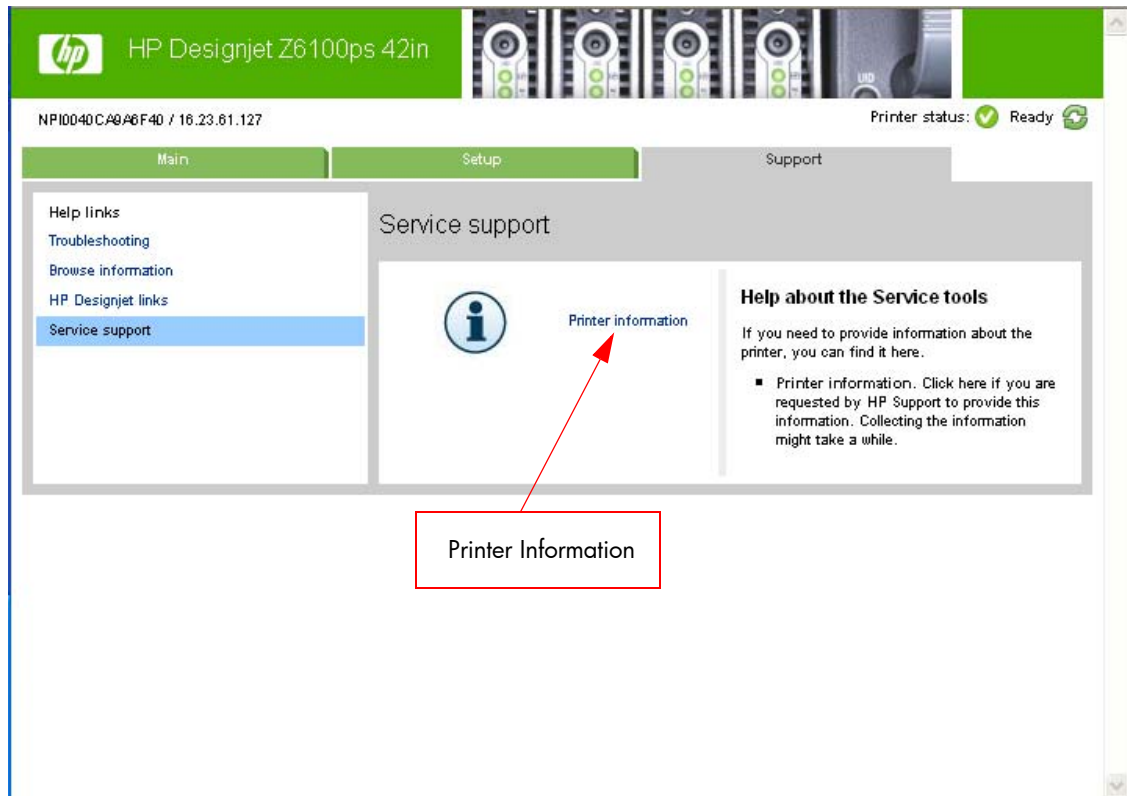 hp
HP Designjet Z6100ps 42in
UID
NPI0040CA9A6F40 / 16.23.61.127
Printer status: Ready
Main
Setup
Support
Help links
Troubleshooting
Browse information
HP Designjet links
Service support
Service support
Printer information
Help about the Service tools
If you need to provide information about the
printer, you can find it here.
▪ Printer information. Click here if you are
requested by HP Support to provide this
information. Collecting the information
might take a while.
Printer Information